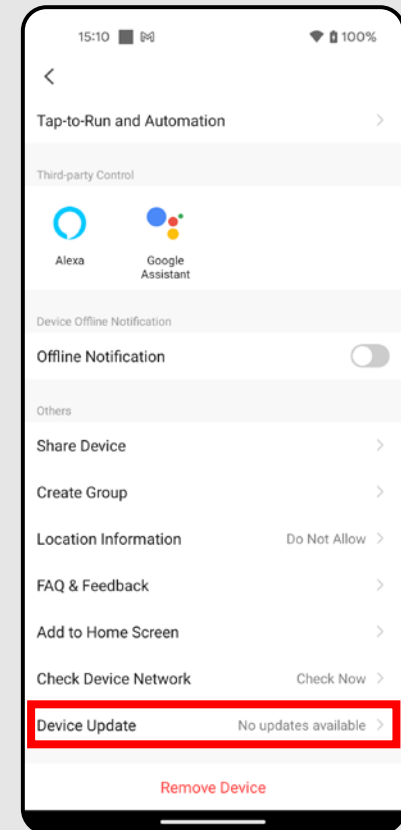 15:10 100%
Tap-to-Run and Automation
Third-party Control
Alexa
Google
Assistant
Device Offline Notification
Offline Notification
Others
Share Device
Create Group
Location Information Do Not Allow
FAQ & Feedback
Add to Home Screen
Check Device Network Check Now
Device Update No updates available
Remove Device